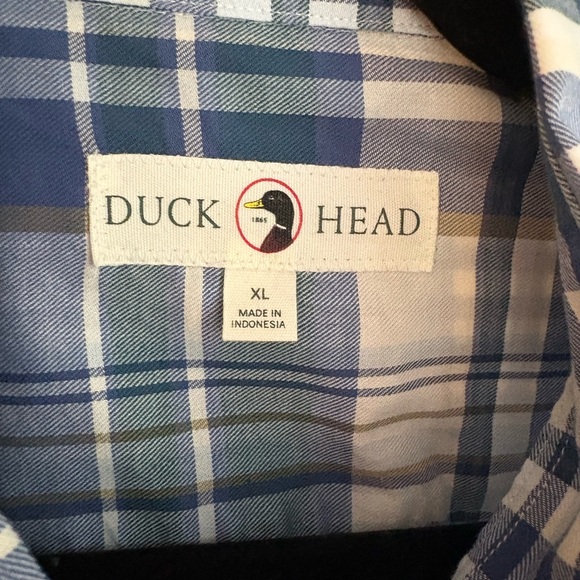 DUCK HEAD
1865
XL
MADE IN
INDONESIA